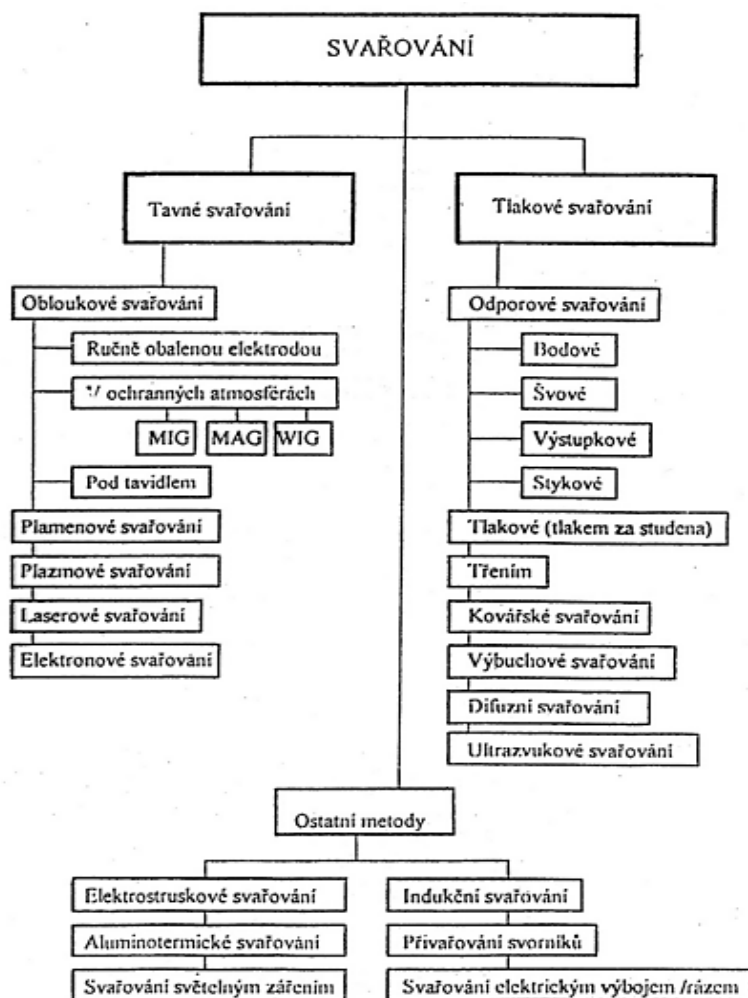 SVAŘOVÁNÍ
Tavné svařování
Obloukové svařování
Ručně obalenou elektrodou
V ochranných atmosférách
MIG
MAG
WIG
Pod tavidlem
Plamenové svařování
Plazmové svařování
Laserové svařování
Elektronové svařování
Tlakové svařování
Odporové svařování
Bodové
Švové
Výstupkové
Stykové
Tlakové (tlakem za studena)
Třením
Kovářské svařování
Výbuchové svařování
Difuzní svařování
Ultrazvukové svařování
Ostatní metody
Elektrostruskové svařování
Aluminotermické svařování
Svařování světelným zářením
Indukční svařování
Přivařování svorníků
Svařování elektrickým výbojem /rázem